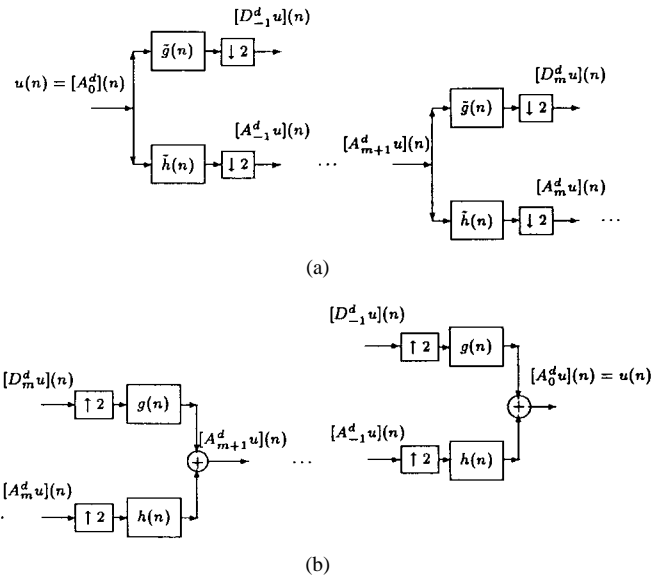 [D^d_{-1}u](n)
g̃(n) ↓ 2
u(n) = [A^d_0](n)
[A^d_{-1}u](n)
h̃(n) ↓ 2
···
[A^d_{m+1}u](n)
[D^d_m u](n)
g̃(n) ↓ 2
[A^d_m u](n)
h̃(n) ↓ 2 ···
(a)
[D^d_m u](n)
↑ 2 g(n)
[A^d_m u](n)
. ↑ 2 h(n)
+
[A^d_{m+1}u](n)
···
[D^d_{-1}u](n)
↑ 2 g(n)
[A^d_{-1}u](n)
↑ 2 h(n)
+
[A^d_0 u](n) = u(n)
(b)